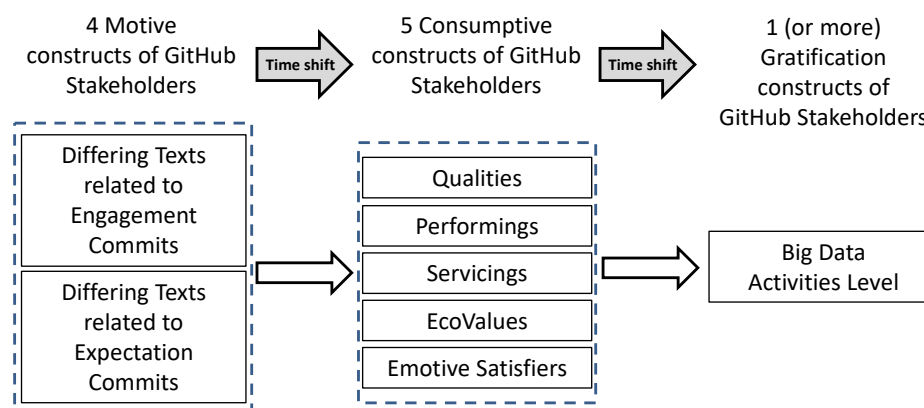 4 Motive
constructs of GitHub
Stakeholders
Time shift
5 Consumptive
constructs of GitHub
Stakeholders
Time shift
1 (or more)
Gratification
constructs of
GitHub Stakeholders
Differing Texts
related to
Engagement
Commits
Differing Texts
related to
Expectation
Commits
Qualities
Performings
Servicings
EcoValues
Emotive Satisfiers
Big Data
Activities Level